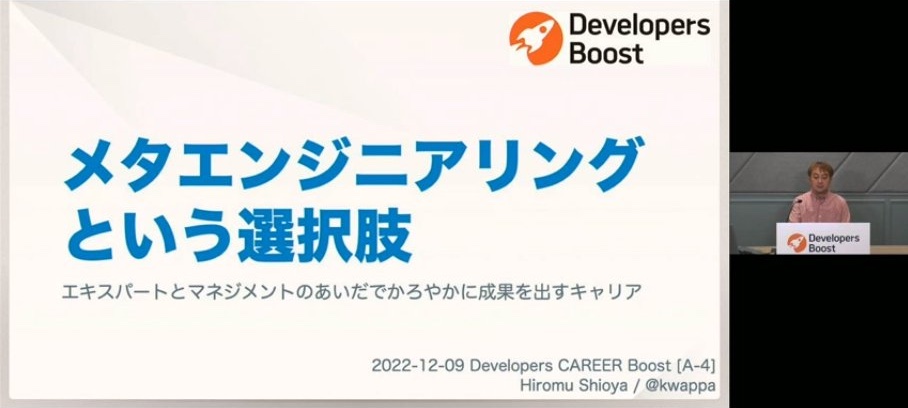 Developers
Boost
メタエンジニアリング
という選択肢
エキスパートとマネジメントのあいだでかろやかに成果を出すキャリア
2022-12-09 Developers CAREER Boost [A-4]
Hiromu Shioya / @kwappa
Developers
Boost